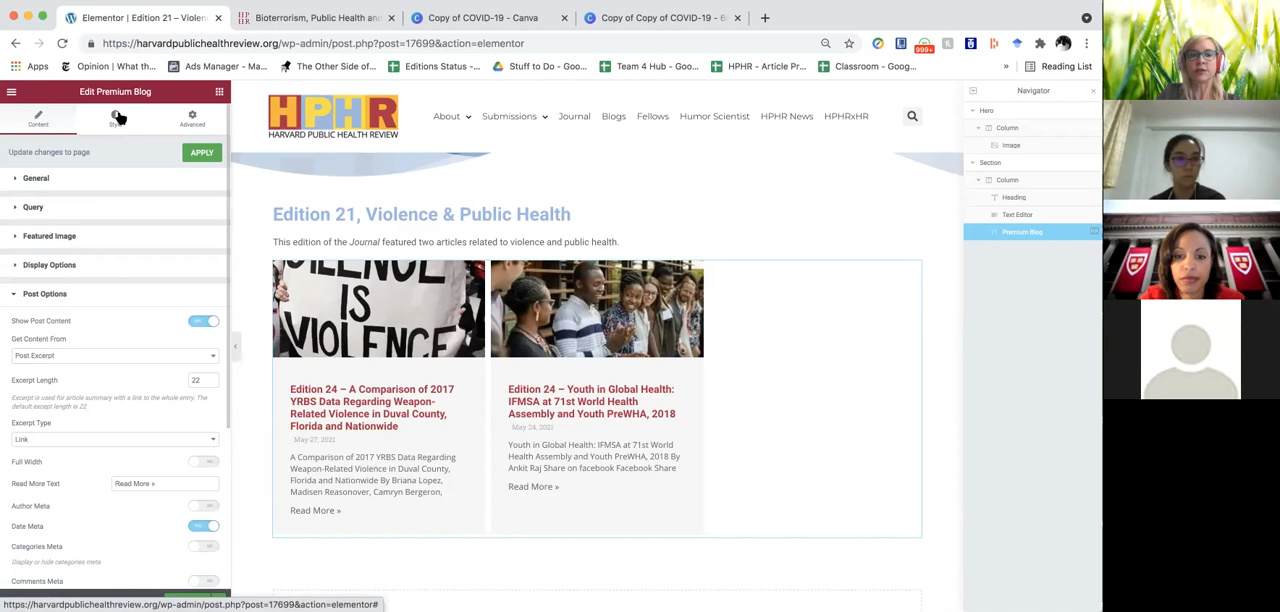 Elementor | Edition 21 – Violen
Bioterrorism, Public Health and
Copy of COVID-19 - Canva
Copy of Copy of COVID-19 - 6
https://harvardpublichealthreview.org/wp-admin/post.php?post=17699&action=elementor
999+
Apps
Opinion | What th...
Ads Manager - Ma...
The Other Side of...
Editions Status -...
Stuff to Do - Goo...
Team 4 Hub - Goo...
HPHR - Article Pr...
Classroom - Goog...
»
Reading List
Edit Premium Blog
Content
Style
Advanced
Update changes to page
APPLY
General
Query
Featured Image
Display Options
Post Options
Show Post Content
YES
Get Content From
Post Excerpt
Excerpt Length
22
Excerpt is used for article summary with a link to the whole entry. The
default except length is 22
Excerpt Type
Link
Full Width
NO
Read More Text
Read More »
Author Meta
NO
Date Meta
YES
Categories Meta
NO
Display or hide categories meta
Comments Meta
NO
https://harvardpublichealthreview.org/wp-admin/post.php?post=17699&action=elementor#
HPHR
HARVARD PUBLIC HEALTH REVIEW
About
Submissions
Journal
Blogs
Fellows
Humor Scientist
HPHR News
HPHRxHR
Edition 21, Violence & Public Health
This edition of the Journal featured two articles related to violence and public health.
VIOLENCE
IS
VIOLENCE
Edition 24 – A Comparison of 2017
YRBS Data Regarding Weapon-
Related Violence in Duval County,
Florida and Nationwide
May 27, 2021
A Comparison of 2017 YRBS Data Regarding
Weapon-Related Violence in Duval County,
Florida and Nationwide By Briana Lopez,
Madisen Reasonover, Camryn Bergeron,
Read More »
Edition 24 – Youth in Global Health:
IFMSA at 71st World Health
Assembly and Youth PreWHA, 2018
May 24, 2021
Youth in Global Health: IFMSA at 71st World
Health Assembly and Youth PreWHA, 2018 By
Ankit Raj Share on facebook Facebook Share
Read More »
Navigator
Hero
Column
Image
Section
Column
Heading
Text Editor
Premium Blog